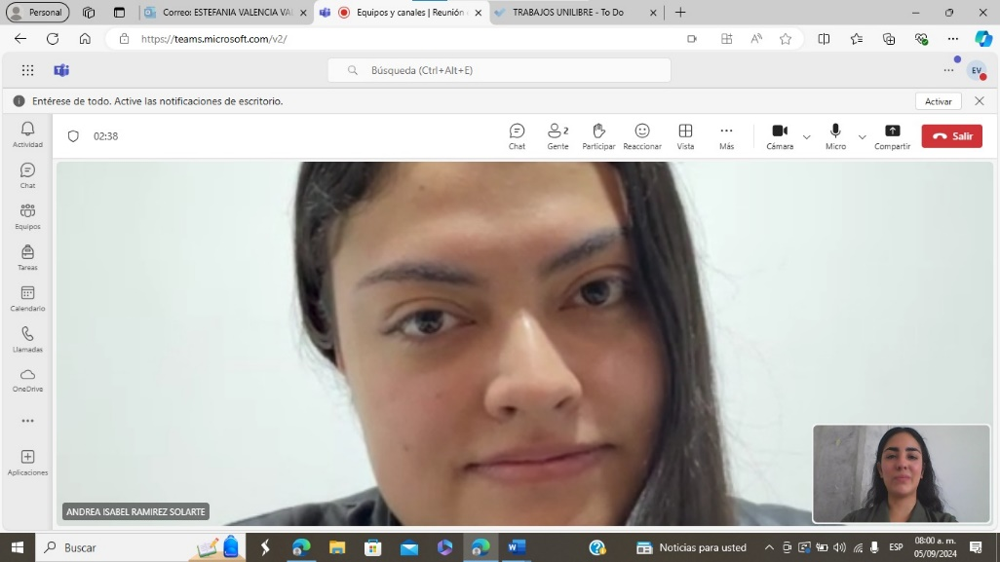 Personal
Correo: ESTEFANIA VALENCIA VAL
Equipos y canales | Reunión
TRABAJOS UNILIBRE - To Do
https://teams.microsoft.com/v2/
Búsqueda (Ctrl+Alt+E)
EV
Entérese de todo. Active las notificaciones de escritorio.
Activar
02:38
2
Chat
Gente
Participar
Reaccionar
Vista
Más
Cámara
Micro
Compartir
Salir
Actividad
Chat
Equipos
Tareas
Calendario
Llamadas
OneDrive
Aplicaciones
ANDREA ISABEL RAMIREZ SOLARTE
Buscar
Noticias para usted
ESP
08:00 a. m.
05/09/2024